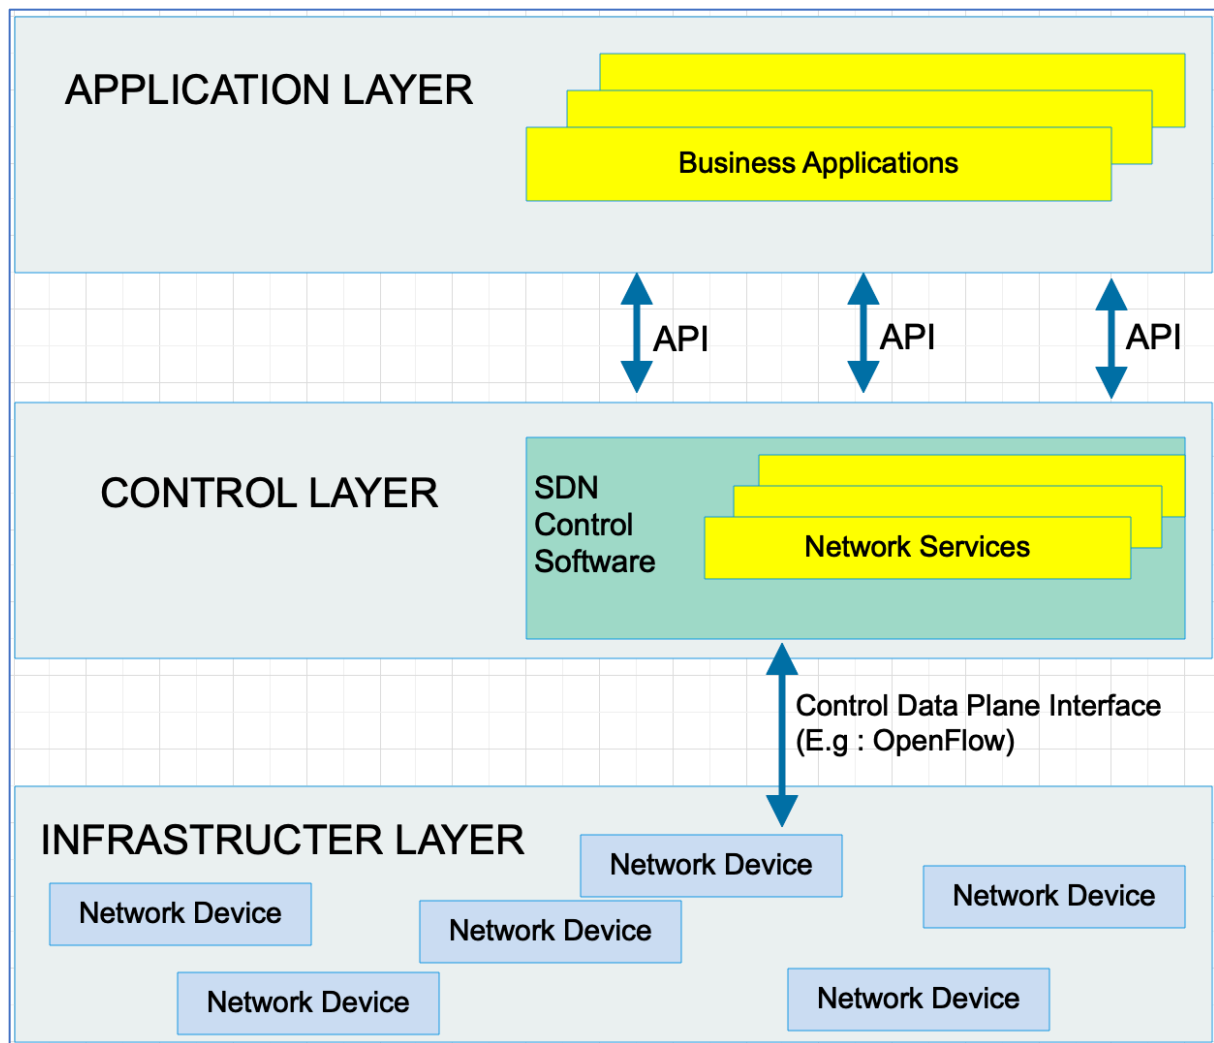 APPLICATION LAYER
Business Applications
API
API
API
CONTROL LAYER
SDN
Control
Software
Network Services
Control Data Plane Interface
(E.g : OpenFlow)
INFRASTRUCTER LAYER
Network Device
Network Device
Network Device
Network Device
Network Device
Network Device